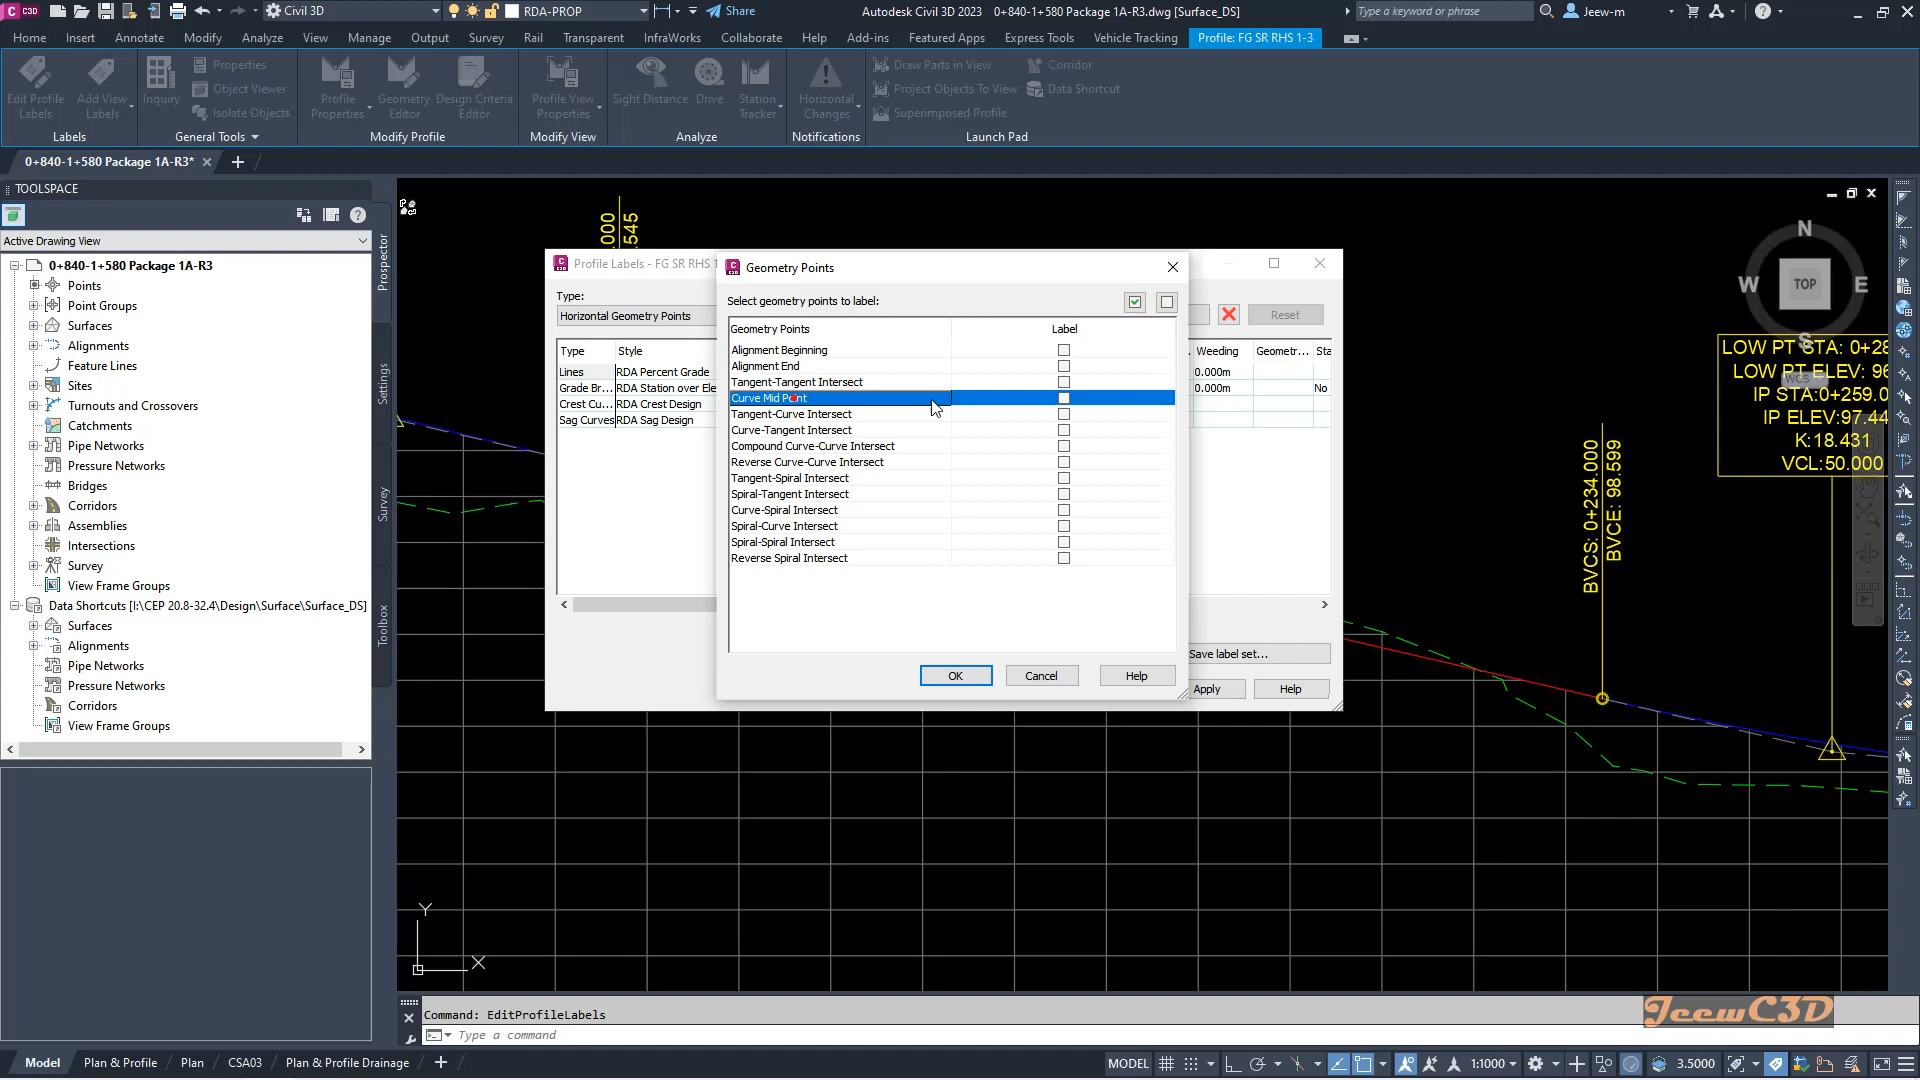 C3D Civil 3D RDA-PROP Share Autodesk Civil 3D 2023 0+840-1+580 Package 1A-R3.dwg [Surface_DS] Type a keyword or phrase Jeew-m
Home Insert Annotate Modify Analyze View Manage Output Survey Rail Transparent InfraWorks Collaborate Help Add-ins Featured Apps Express Tools Vehicle Tracking Profile: FG SR RHS 1-3
Edit Profile Labels
Add View Labels
Inquiry
Properties
Object Viewer
Isolate Objects
Profile Properties
Geometry Editor
Design Criteria Editor
Profile View Properties
Sight Distance
Drive
Station Tracker
Horizontal Changes
Draw Parts in View
Project Objects To View
Superimposed Profile
Corridor
Data Shortcut
Labels General Tools Modify Profile Modify View Analyze Notifications Launch Pad
0+840-1+580 Package 1A-R3*
TOOLSPACE
Active Drawing View
0+840-1+580 Package 1A-R3
Points
Point Groups
Surfaces
Alignments
Feature Lines
Sites
Turnouts and Crossovers
Catchments
Pipe Networks
Pressure Networks
Bridges
Corridors
Assemblies
Intersections
Survey
View Frame Groups
Data Shortcuts [I:\CEP 20.8-32.4\Design\Surface\Surface_DS]
Surfaces
Alignments
Pipe Networks
Pressure Networks
Corridors
View Frame Groups
Prospector
Settings
Survey
Toolbox
.000
.545
Profile Labels - FG SR RHS 1
Type:
Horizontal Geometry Points
Reset
Type Style Weeding Geometr... Sta
Lines RDA Percent Grade 0.000m
Grade Br... RDA Station over Ele 0.000m No
Crest Cu... RDA Crest Design
Sag Curves RDA Sag Design
Save label set...
Apply Help
Geometry Points
Select geometry points to label:
Geometry Points Label
Alignment Beginning
Alignment End
Tangent-Tangent Intersect
Curve Mid Point
Tangent-Curve Intersect
Curve-Tangent Intersect
Compound Curve-Curve Intersect
Reverse Curve-Curve Intersect
Tangent-Spiral Intersect
Spiral-Tangent Intersect
Curve-Spiral Intersect
Spiral-Curve Intersect
Spiral-Spiral Intersect
Reverse Spiral Intersect
OK Cancel Help
N
W TOP E
S
WCS
LOW PT STA: 0+28
LOW PT ELEV: 96
IP STA:0+259.0
IP ELEV:97.44
K:18.431
VCL:50.000
BVCS: 0+234.000
BVCE: 98.599
Y
X
Command: EditProfileLabels
Type a command
JeewC3D
Model Plan & Profile Plan CSA03 Plan & Profile Drainage
MODEL 1:1000 3.5000